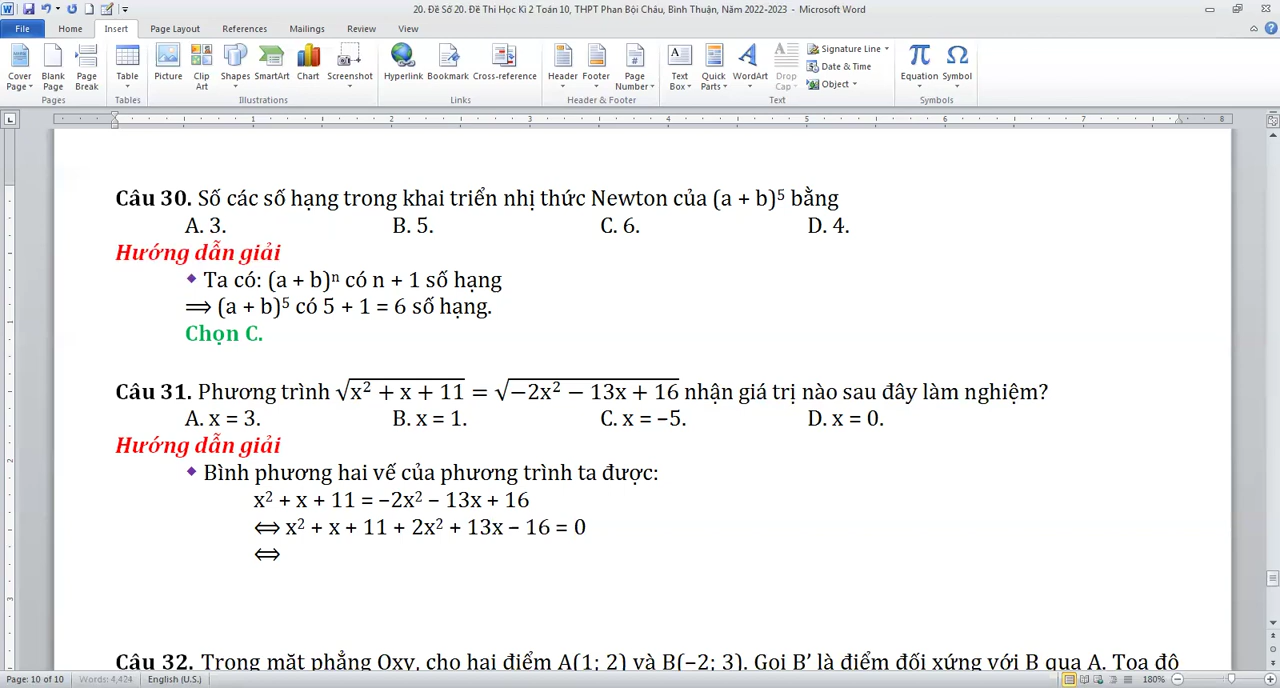 20. Đề Số 20. Đề Thi Học Kì 2 Toán 10, THPT Phan Bội Châu, Bình Thuận, Năm 2022-2023 - Microsoft Word
File Home Insert Page Layout References Mailings Review View
Cover Page Blank Page Page Break Table Picture Clip Art Shapes SmartArt Chart Screenshot Hyperlink Bookmark Cross-reference Header Footer Page Number Text Box Quick Parts WordArt Drop Cap Signature Line Date & Time Object Equation Symbol
Pages Tables Illustrations Links Header & Footer Text Symbols
1 2 3 4 5 6 7 8
Câu 30. Số các số hạng trong khai triển nhị thức Newton của (a + b)⁵ bằng
A. 3. B. 5. C. 6. D. 4.
Hướng dẫn giải
◆ Ta có: (a + b)ⁿ có n + 1 số hạng
⟹ (a + b)⁵ có 5 + 1 = 6 số hạng.
Chọn C.
Câu 31. Phương trình √(x² + x + 11) = √(−2x² − 13x + 16) nhận giá trị nào sau đây làm nghiệm?
A. x = 3. B. x = 1. C. x = −5. D. x = 0.
Hướng dẫn giải
◆ Bình phương hai vế của phương trình ta được:
x² + x + 11 = −2x² − 13x + 16
⟺ x² + x + 11 + 2x² + 13x − 16 = 0
⟺
Câu 32. Trong mặt phẳng Oxy, cho hai điểm A(1; 2) và B(−2; 3). Gọi B’ là điểm đối xứng với B qua A. Tọa độ
Page: 10 of 10 Words: 4,424 English (U.S.) 180%